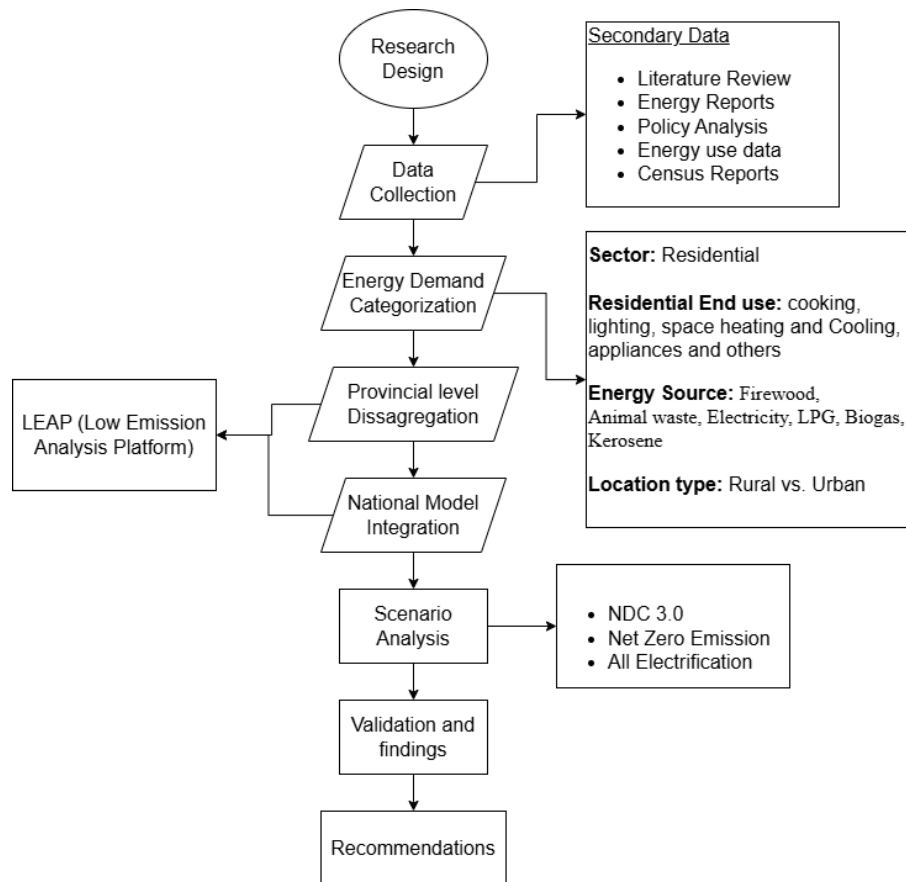 Research
Design
Secondary Data
Literature Review
Energy Reports
Policy Analysis
Energy use data
Census Reports
Data
Collection
Energy Demand
Categorization
Sector: Residential
Residential End use: cooking,
lighting, space heating and Cooling,
appliances and others
Energy Source: Firewood,
Animal waste, Electricity, LPG, Biogas,
Kerosene
Location type: Rural vs. Urban
Provincial level
Dissagregation
LEAP (Low Emission
Analysis Platform)
National Model
Integration
Scenario
Analysis
NDC 3.0
Net Zero Emission
All Electrification
Validation and
findings
Recommendations